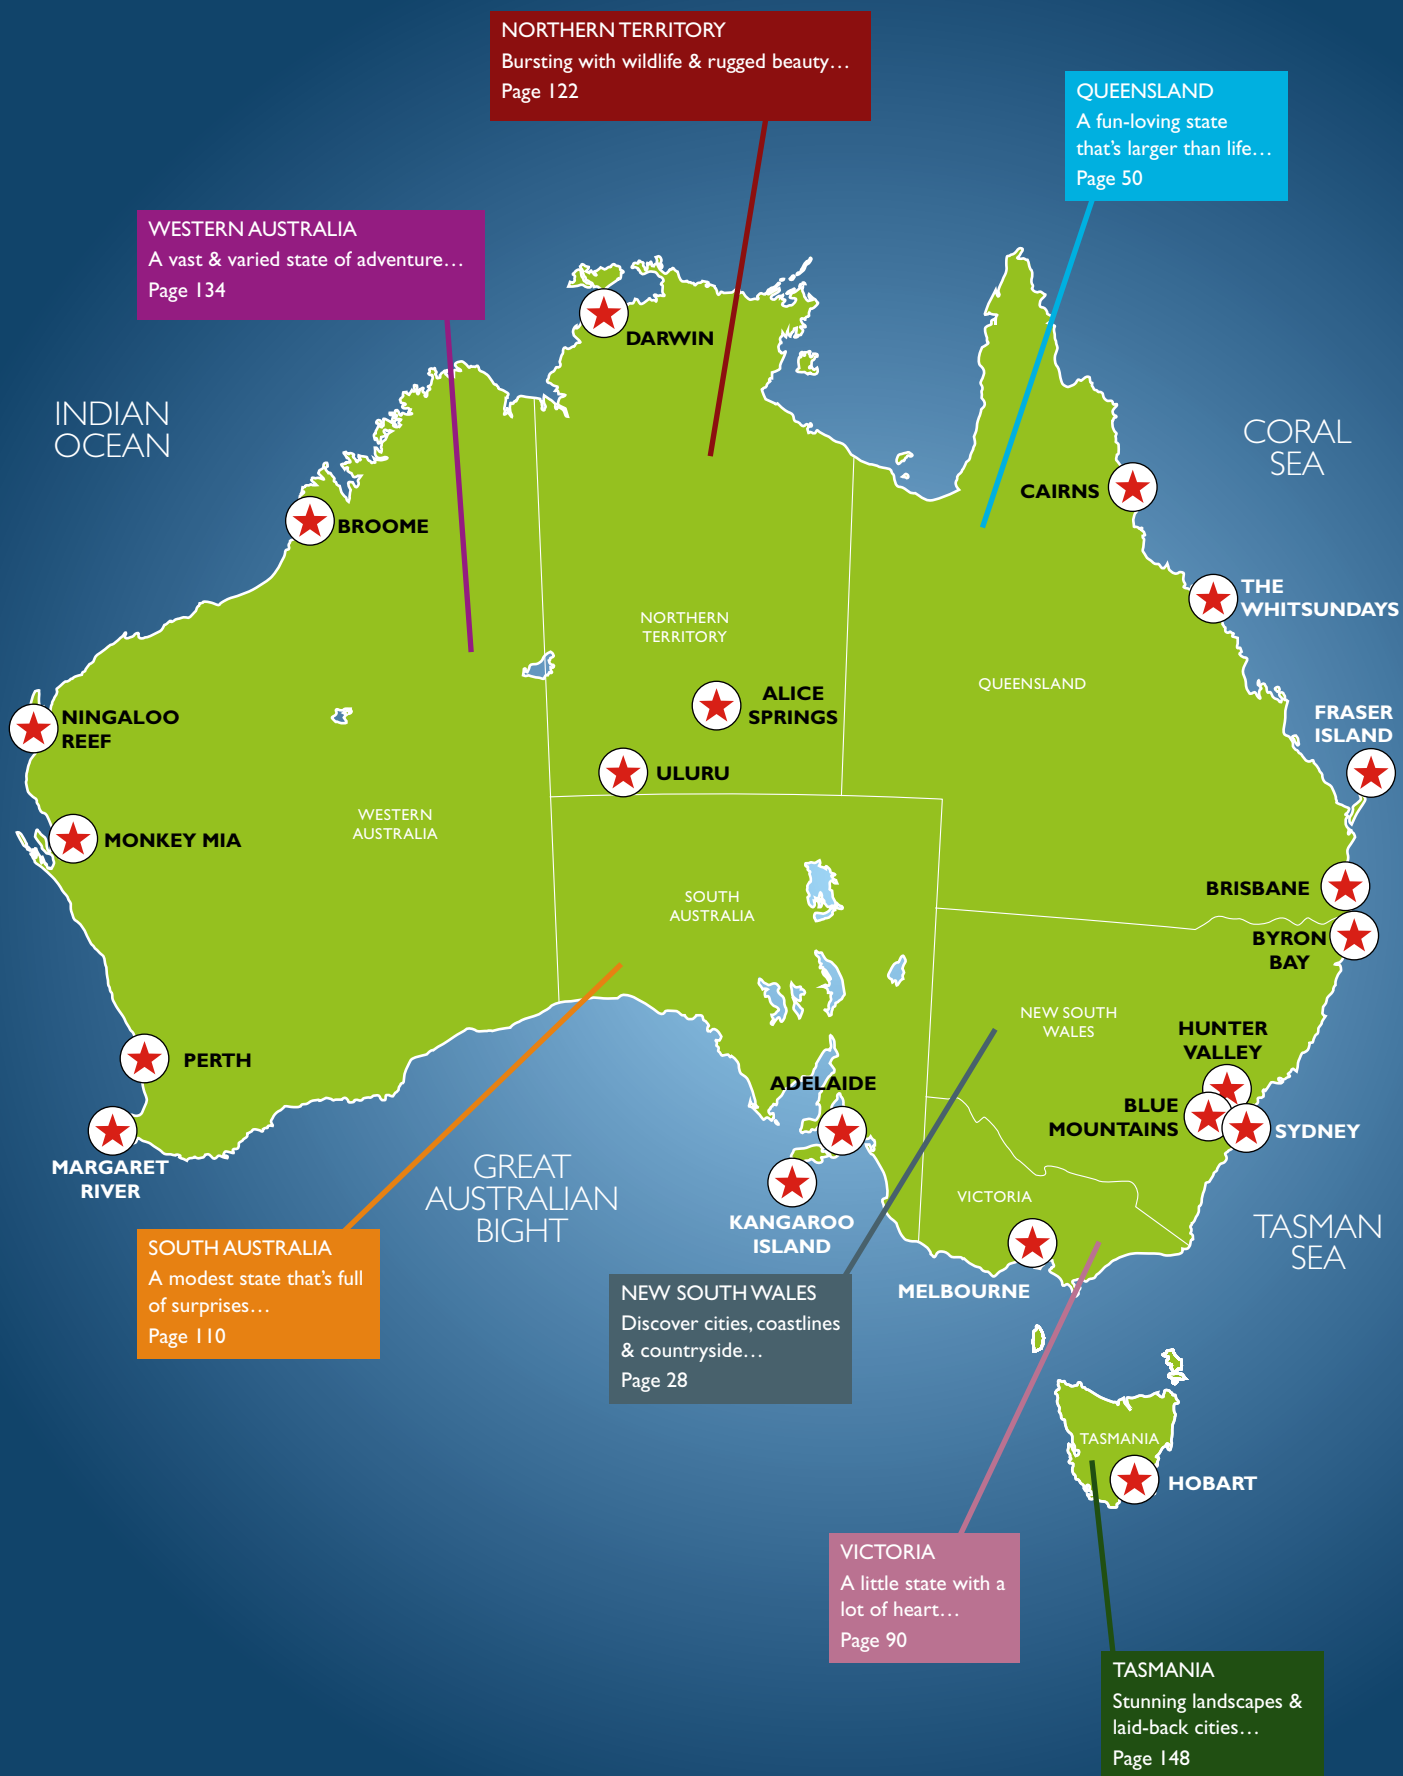 NORTHERN TERRITORY
Bursting with wildlife & rugged beauty…
Page 122
QUEENSLAND
A fun-loving state
that's larger than life…
Page 50
WESTERN AUSTRALIA
A vast & varied state of adventure…
Page 134
DARWIN
INDIAN
OCEAN
CORAL
SEA
CAIRNS
BROOME
THE
WHITSUNDAYS
NORTHERN
TERRITORY
QUEENSLAND
ALICE
SPRINGS
FRASER
ISLAND
NINGALOO
REEF
ULURU
WESTERN
AUSTRALIA
MONKEY MIA
SOUTH
AUSTRALIA
BRISBANE
BYRON
BAY
NEW SOUTH
WALES
HUNTER
VALLEY
PERTH
ADELAIDE
BLUE
MOUNTAINS
SYDNEY
MARGARET
RIVER
GREAT
AUSTRALIAN
BIGHT
VICTORIA
KANGAROO
ISLAND
TASMAN
SEA
SOUTH AUSTRALIA
A modest state that's full
of surprises…
Page 110
NEW SOUTH WALES
Discover cities, coastlines
& countryside…
Page 28
MELBOURNE
TASMANIA
HOBART
VICTORIA
A little state with a
lot of heart…
Page 90
TASMANIA
Stunning landscapes &
laid-back cities…
Page 148